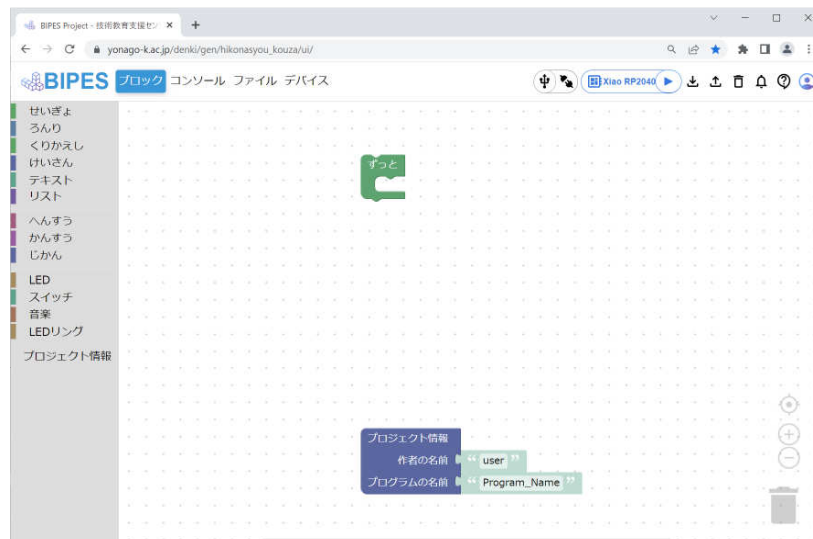 BIPES Project - 技術教育支援セン
yonago-k.ac.jp/denki/gen/hikonasyou_kouza/ui/
BIPES ブロック コンソール ファイル デバイス Xiao RP2040
せいぎょ
ろんり
くりかえし
けいさん
テキスト
リスト
へんすう
かんすう
じかん
LED
スイッチ
音楽
LEDリング
プロジェクト情報
ずっと
プロジェクト情報
作者の名前 “ user ”
プログラムの名前 “ Program_Name ”